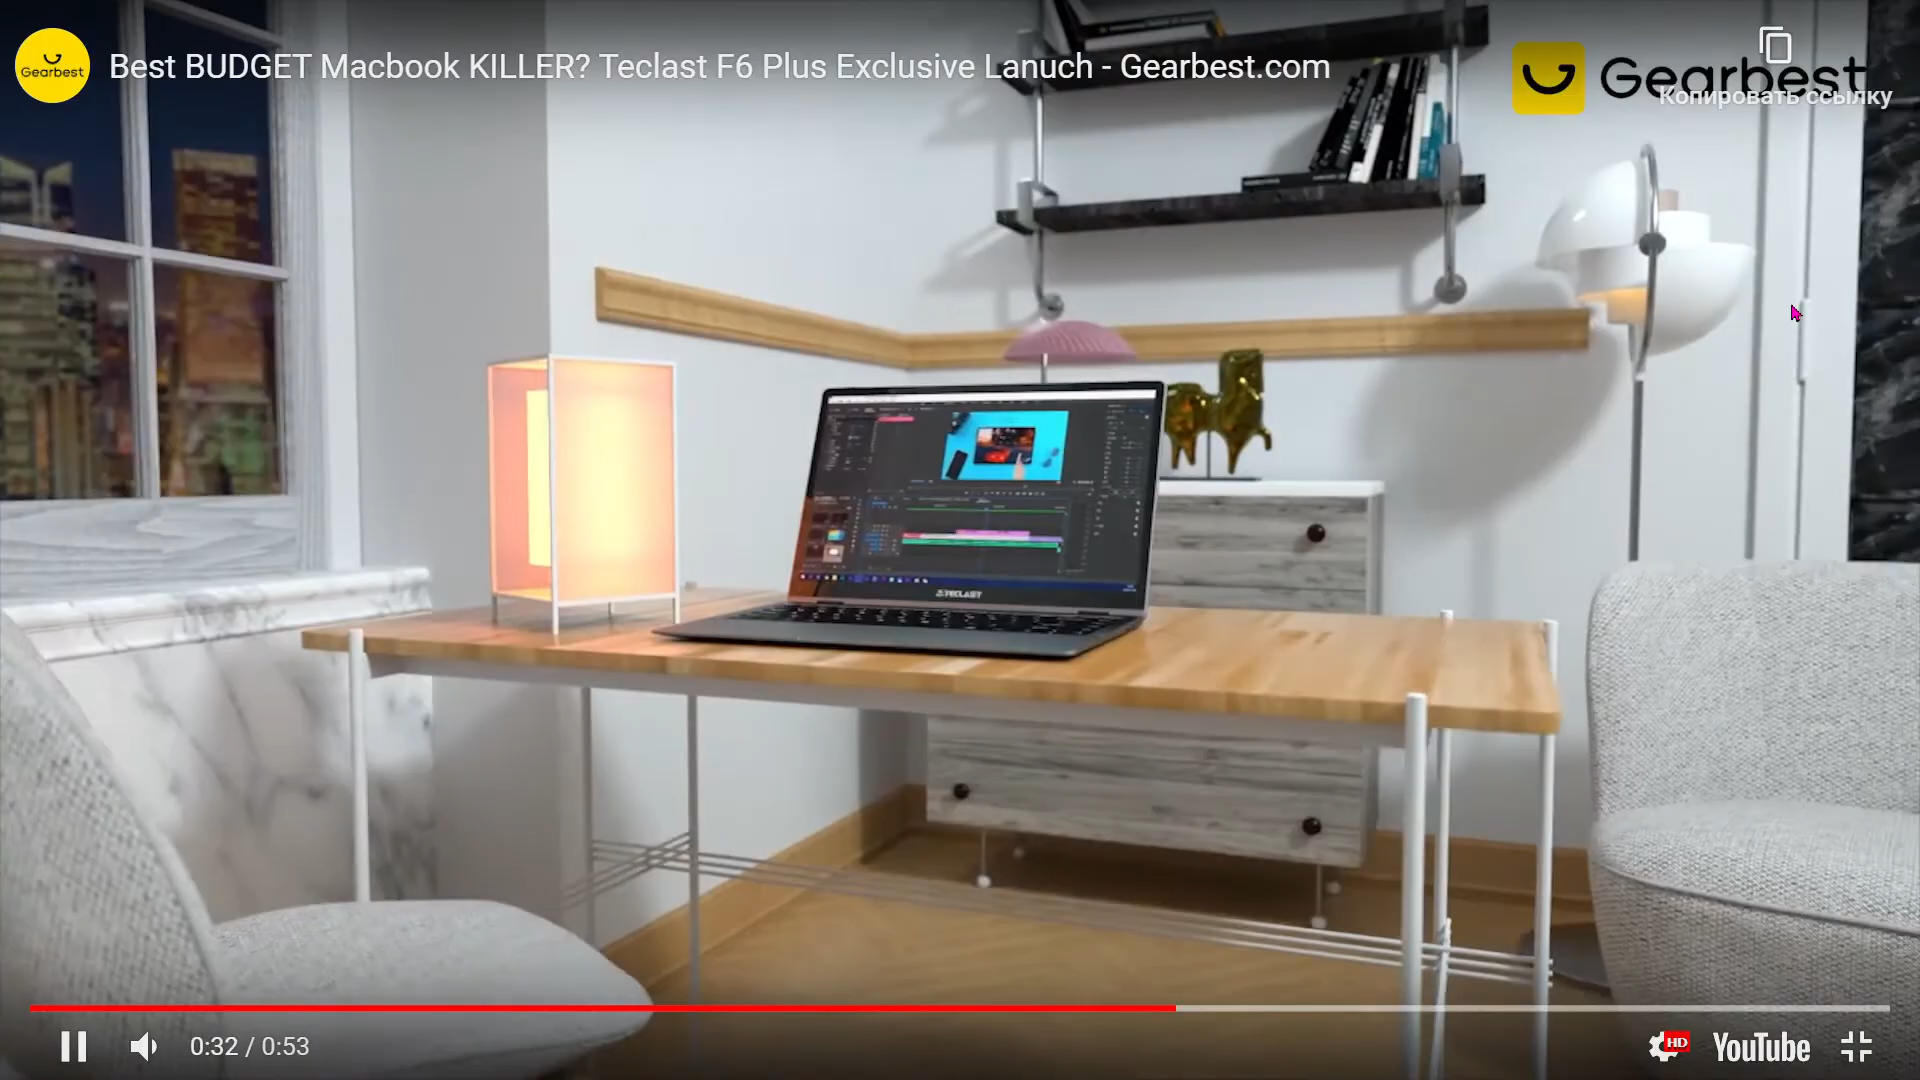 Gearbest
Best BUDGET Macbook KILLER? Teclast F6 Plus Exclusive Lanuch - Gearbest.com
Gearbest
Копировать ссылку
TECLAST
0:32 / 0:53
HD
YouTube